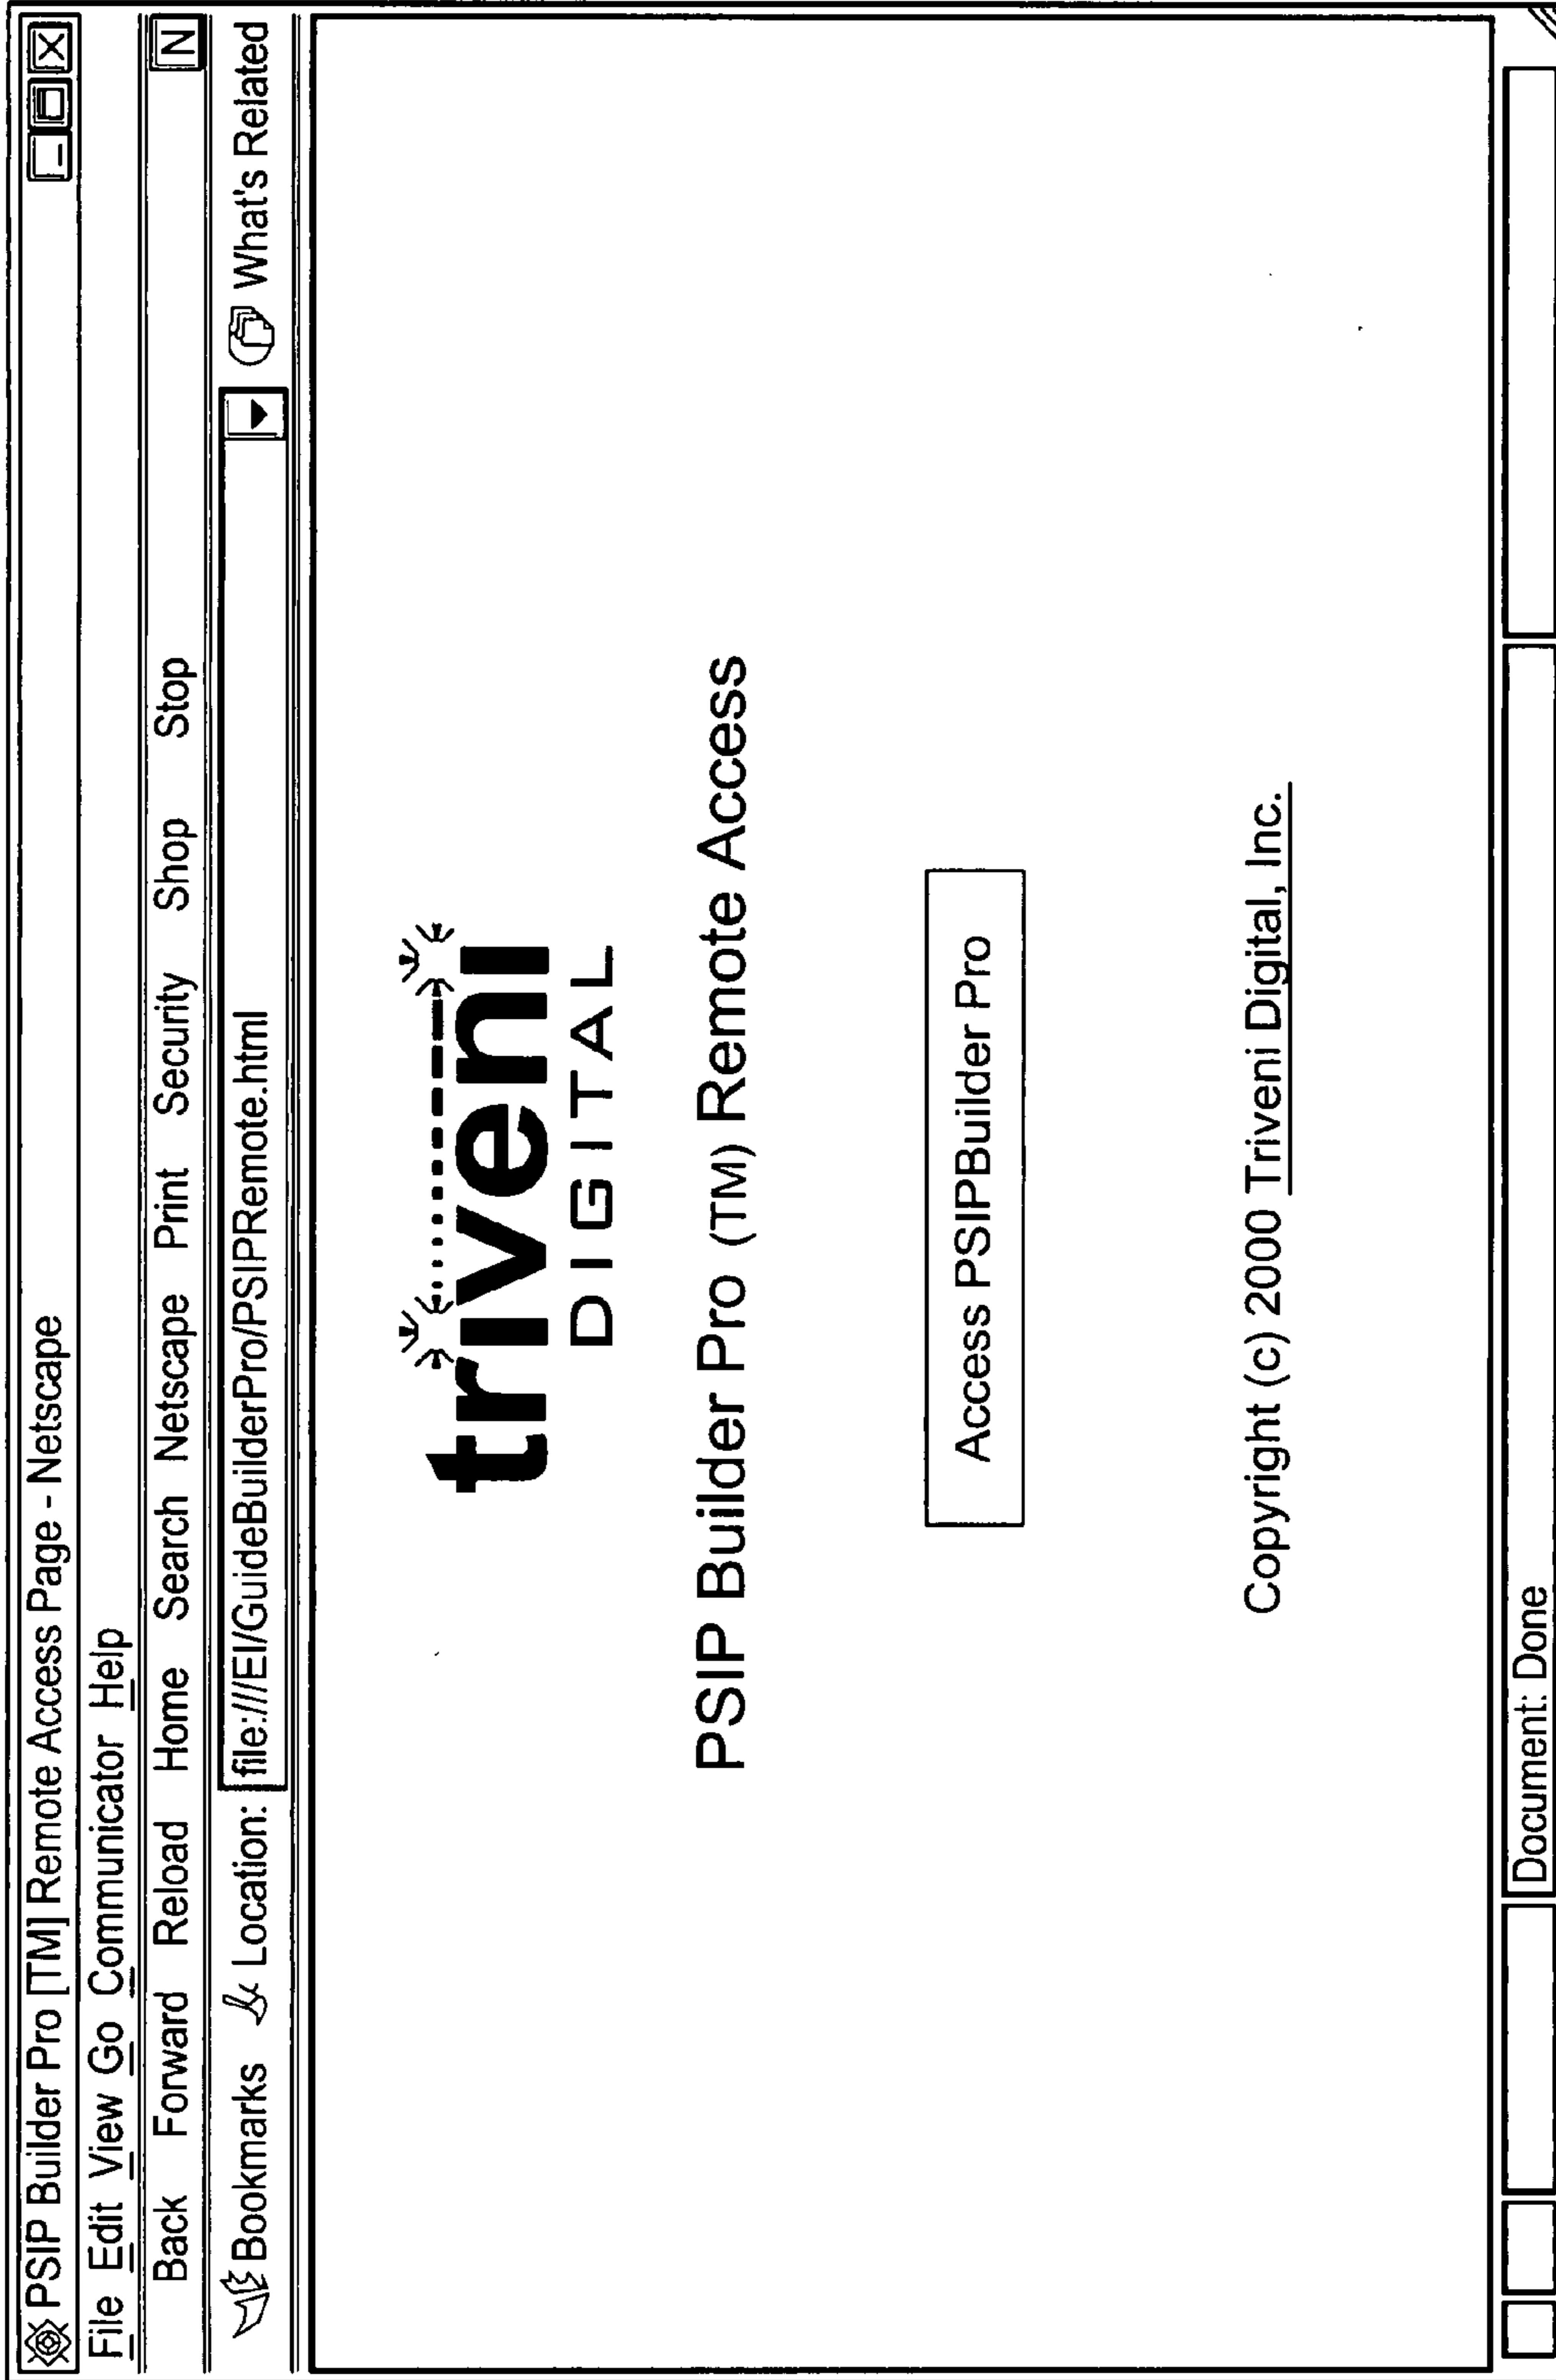 PSIP Builder Pro [TM] Remote Access Page - Netscape
File Edit View Go Communicator Help
Back Forward Reload Home Search Netscape Print Security Shop Stop N
Bookmarks Location: file:///E|/GuideBuilderPro/PSIPRemote.html What's Related
triveni
DIGITAL
PSIP Builder Pro (TM) Remote Access
Access PSIPBuilder Pro
Copyright (c) 2000 Triveni Digital, Inc.
Document: Done